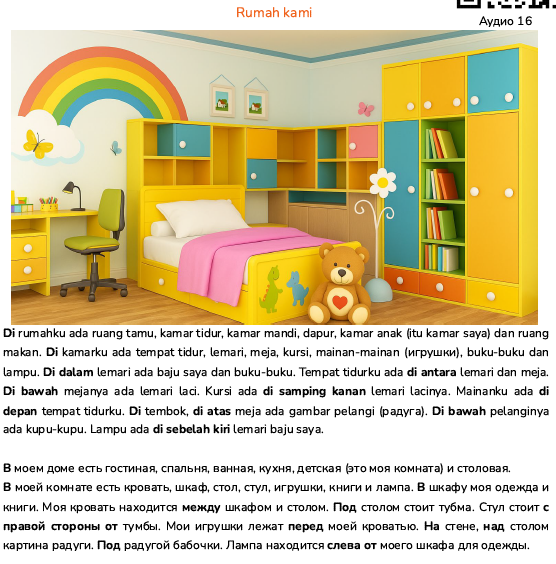 Rumah kami
Аудио 16
Di rumahku ada ruang tamu, kamar tidur, kamar mandi, dapur, kamar anak (itu kamar saya) dan ruang
makan. Di kamarku ada tempat tidur, lemari, meja, kursi, mainan-mainan (игрушки), buku-buku dan
lampu. Di dalam lemari ada baju saya dan buku-buku. Tempat tidurku ada di antara lemari dan meja.
Di bawah mejanya ada lemari laci. Kursi ada di samping kanan lemari lacinya. Mainanku ada di
depan tempat tidurku. Di tembok, di atas meja ada gambar pelangi (радуга). Di bawah pelanginya
ada kupu-kupu. Lampu ada di sebelah kiri lemari baju saya.
В моем доме есть гостиная, спальня, ванная, кухня, детская (это моя комната) и столовая.
В моей комнате есть кровать, шкаф, стол, стул, игрушки, книги и лампа. В шкафу моя одежда и
книги. Моя кровать находится между шкафом и столом. Под столом стоит тубма. Стул стоит с
правой стороны от тумбы. Мои игрушки лежат перед моей кроватью. На стене, над столом
картина радуги. Под радугой бабочки. Лампа находится слева от моего шкафа для одежды.